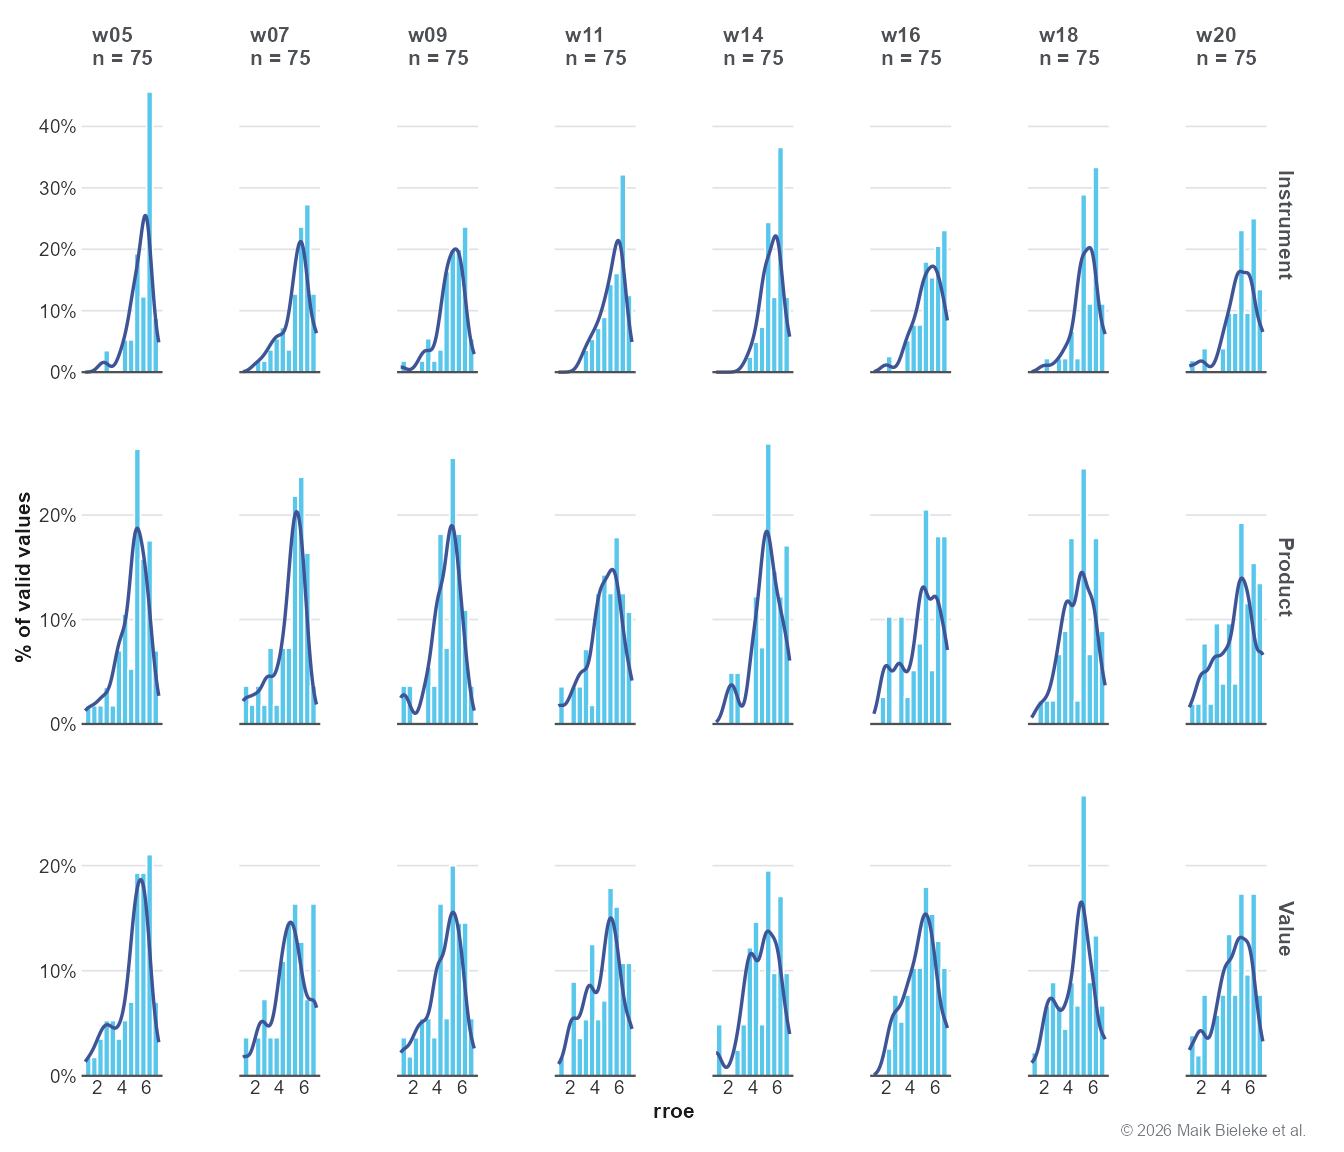 w05 w07 w09 w11 w14 w16 w18 w20
n = 75 n = 75 n = 75 n = 75 n = 75 n = 75 n = 75 n = 75
40%
30%
20%
10%
0%
Instrument
20%
10%
0%
Product
% of valid values
20%
10%
0%
Value
2 4 6 2 4 6 2 4 6 2 4 6 2 4 6 2 4 6 2 4 6 2 4 6
rroe
© 2026 Maik Bieleke et al.